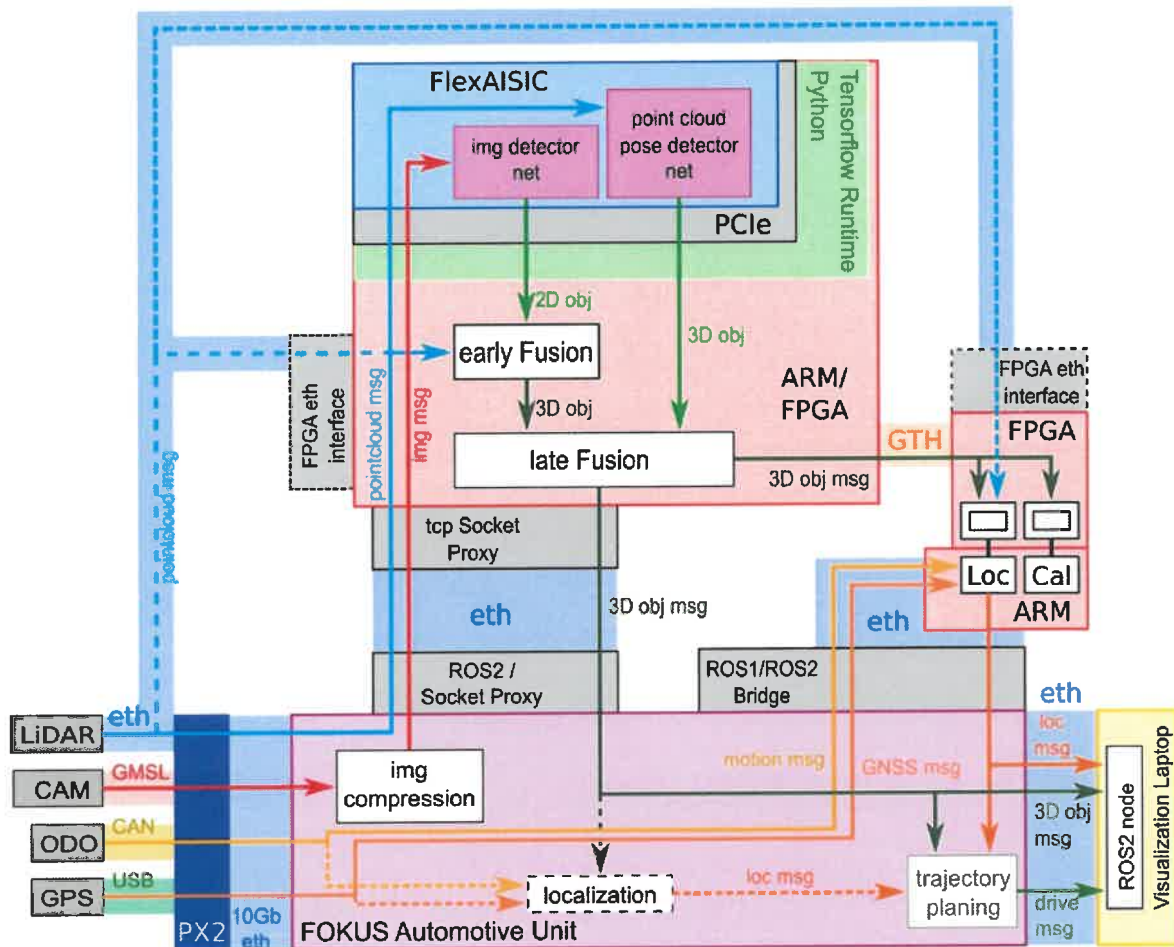 FlexAISIC
img detector
net
point cloud
pose detector
net
PCIe
Tensorflow Runtime
Python
2D obj
3D obj
early Fusion
3D obj
late Fusion
ARM/
FPGA
FPGA eth
interface
pointcloud msg
img msg
pointcloud msg
GTH
3D obj msg
FPGA eth
interface
FPGA
Loc
Cal
ARM
tcp Socket
Proxy
eth
3D obj msg
eth
ROS2 /
Socket Proxy
ROS1/ROS2
Bridge
eth
LiDAR
eth
CAM
GMSL
ODO
CAN
GPS
USB
PX2
10Gb
eth
img
compression
motion msg
GNSS msg
loc
msg
3D obj
msg
localization
loc msg
trajectory
planing
drive
msg
FOKUS Automotive Unit
ROS2 node
Visualization Laptop